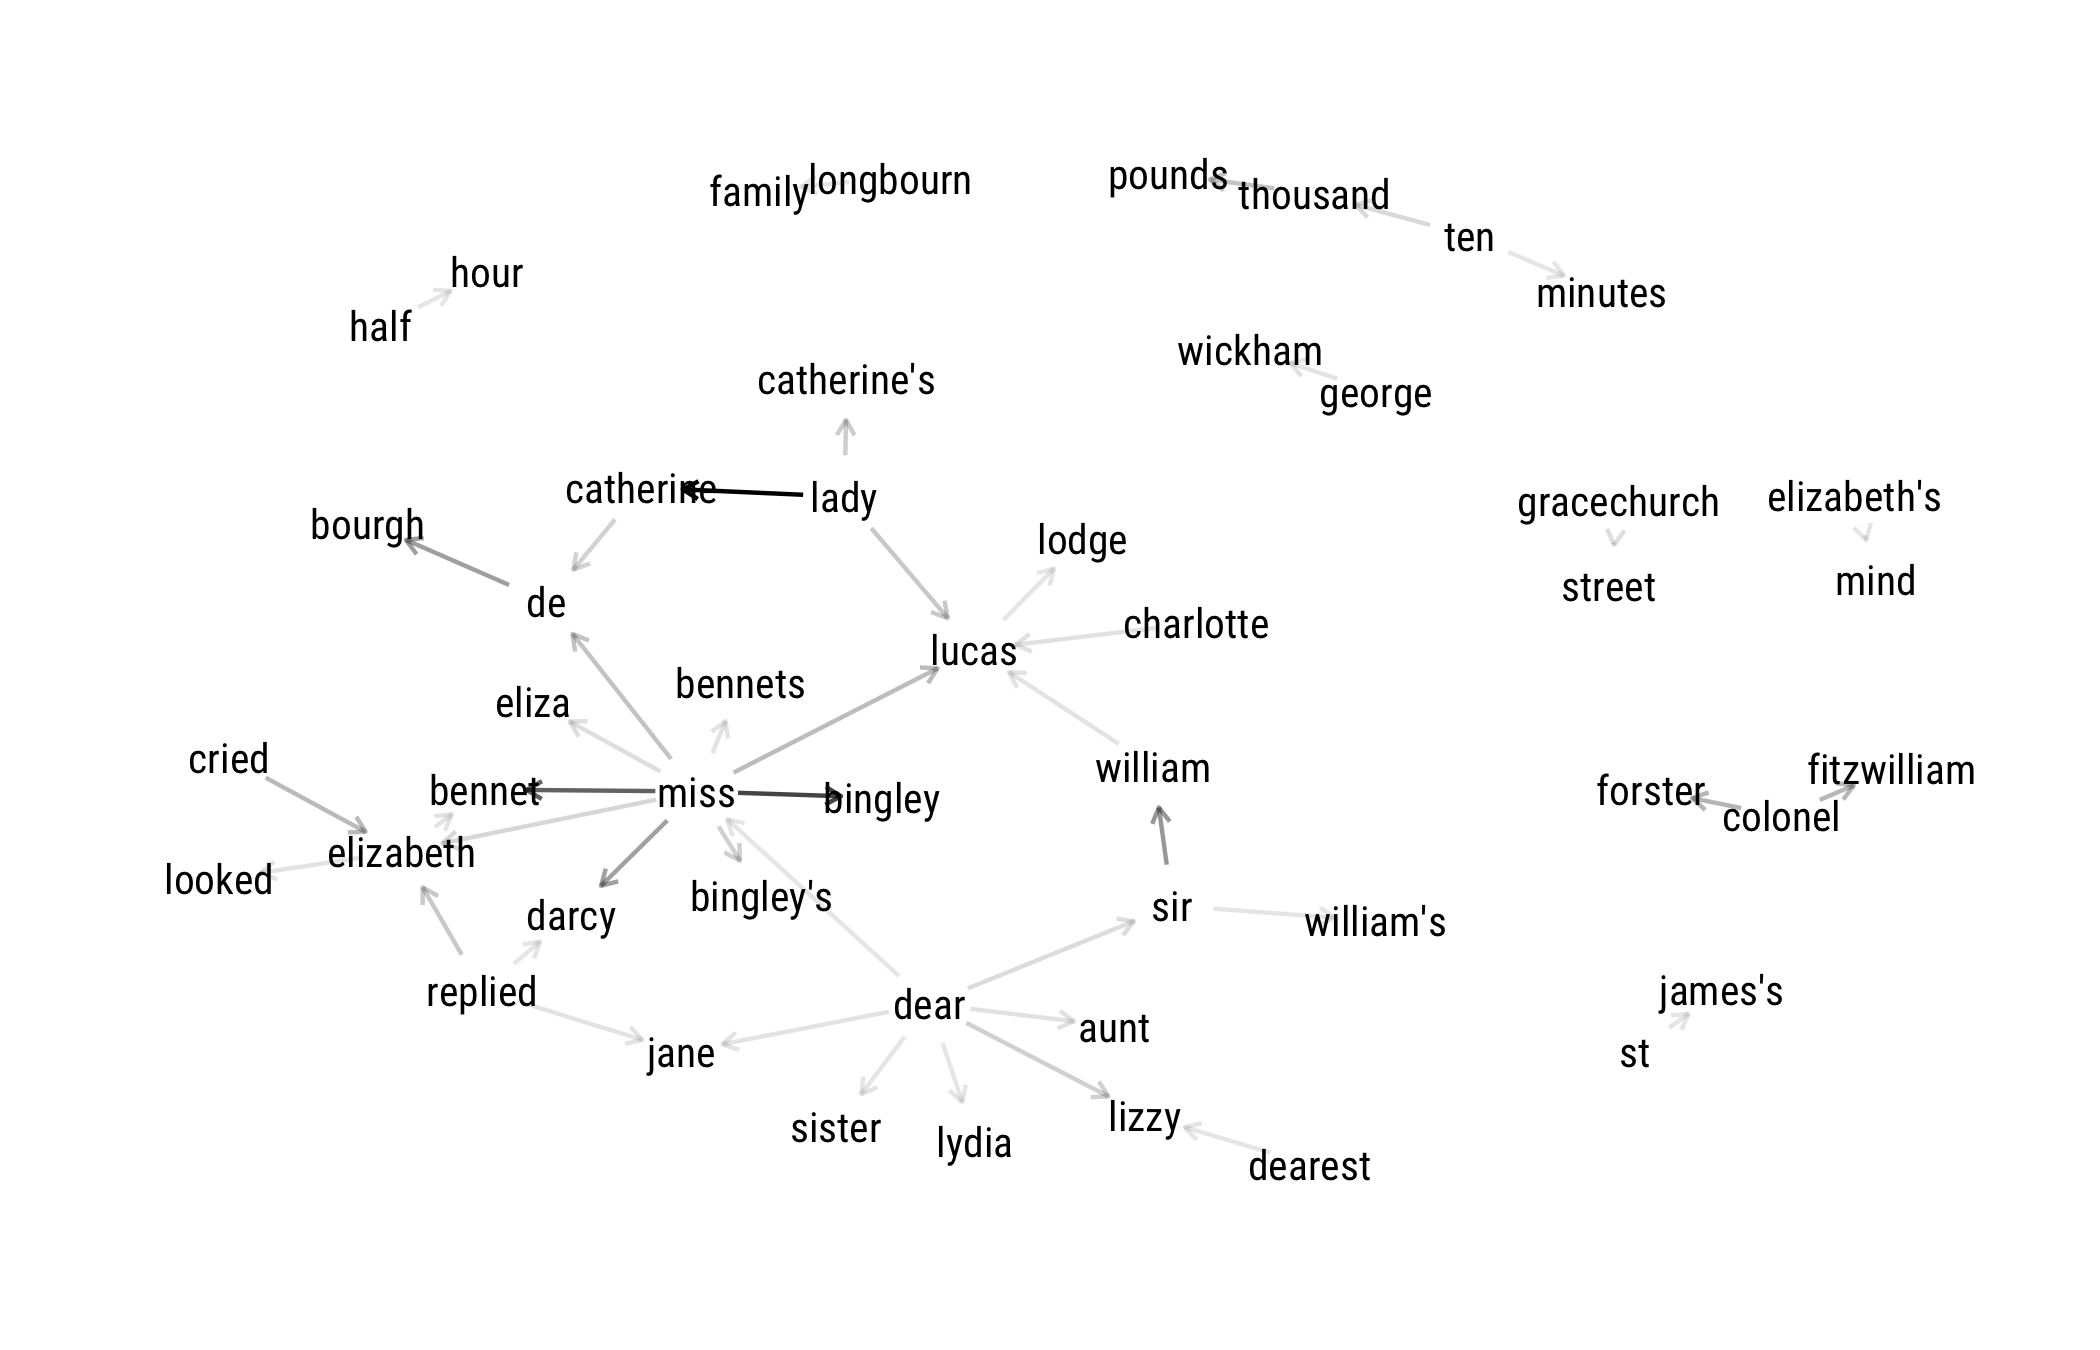 pounds
longbourn
family
thousand
ten
hour
minutes
half
wickham
catherine's
george
catherine
lady
elizabeth's
gracechurch
bourgh
lodge
mind
street
de
charlotte
lucas
bennets
eliza
cried
william
fitzwilliam
bennet
miss
bingley
forster
colonel
elizabeth
looked
bingley's
sir
darcy
william's
replied
james's
dear
aunt
jane
st
lizzy
sister
lydia
dearest